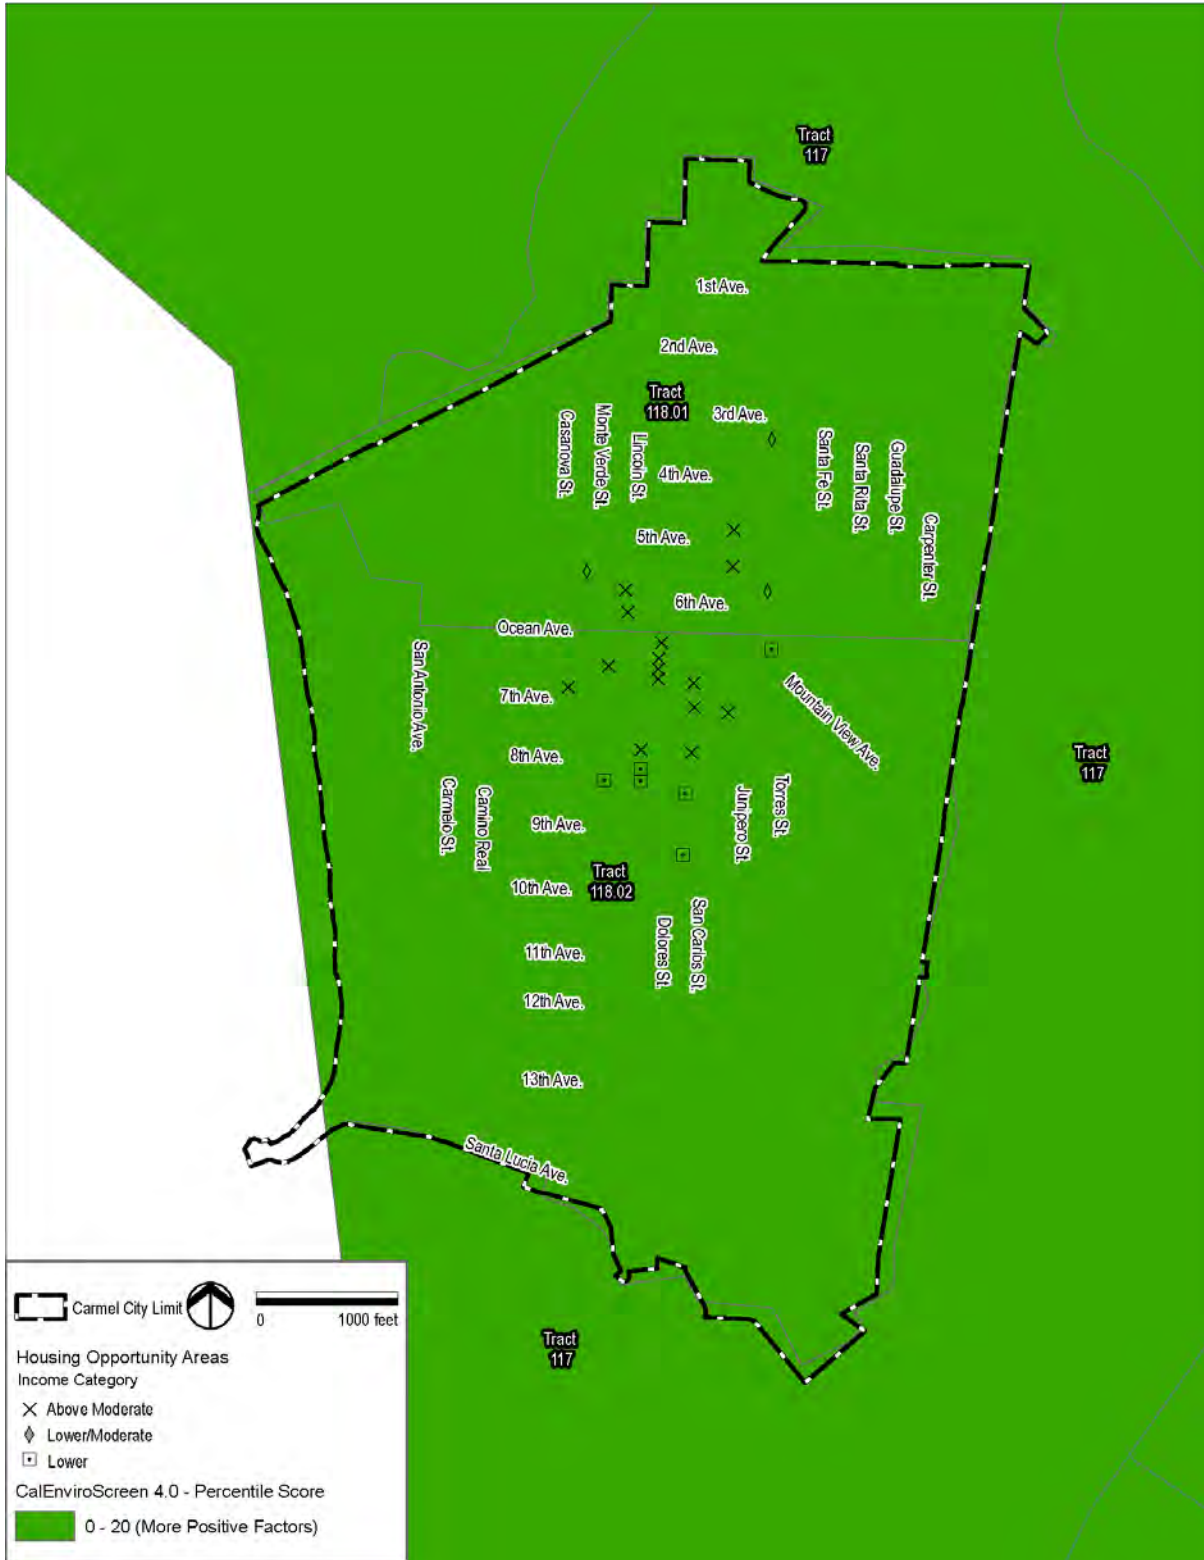 Tract
117
1st Ave.
2nd Ave.
Tract
118.01
3rd Ave.
Casanova St.
Monte Verde St.
Lincoln St.
4th Ave.
Santa Fe St.
Santa Rita St.
Guadalupe St.
Carpenter St.
5th Ave.
6th Ave.
Ocean Ave.
San Antonio Ave.
7th Ave.
Mountain View Ave.
8th Ave.
Tract
117
Carmelo St.
Camino Real
9th Ave.
Junipero St.
Torres St.
Tract
118.02
10th Ave.
Dolores St.
San Carlos St.
11th Ave.
12th Ave.
13th Ave.
Santa Lucia Ave.
Tract
117
Carmel City Limit
0 1000 feet
Housing Opportunity Areas
Income Category
Above Moderate
Lower/Moderate
Lower
CalEnviroScreen 4.0 - Percentile Score
0 - 20 (More Positive Factors)